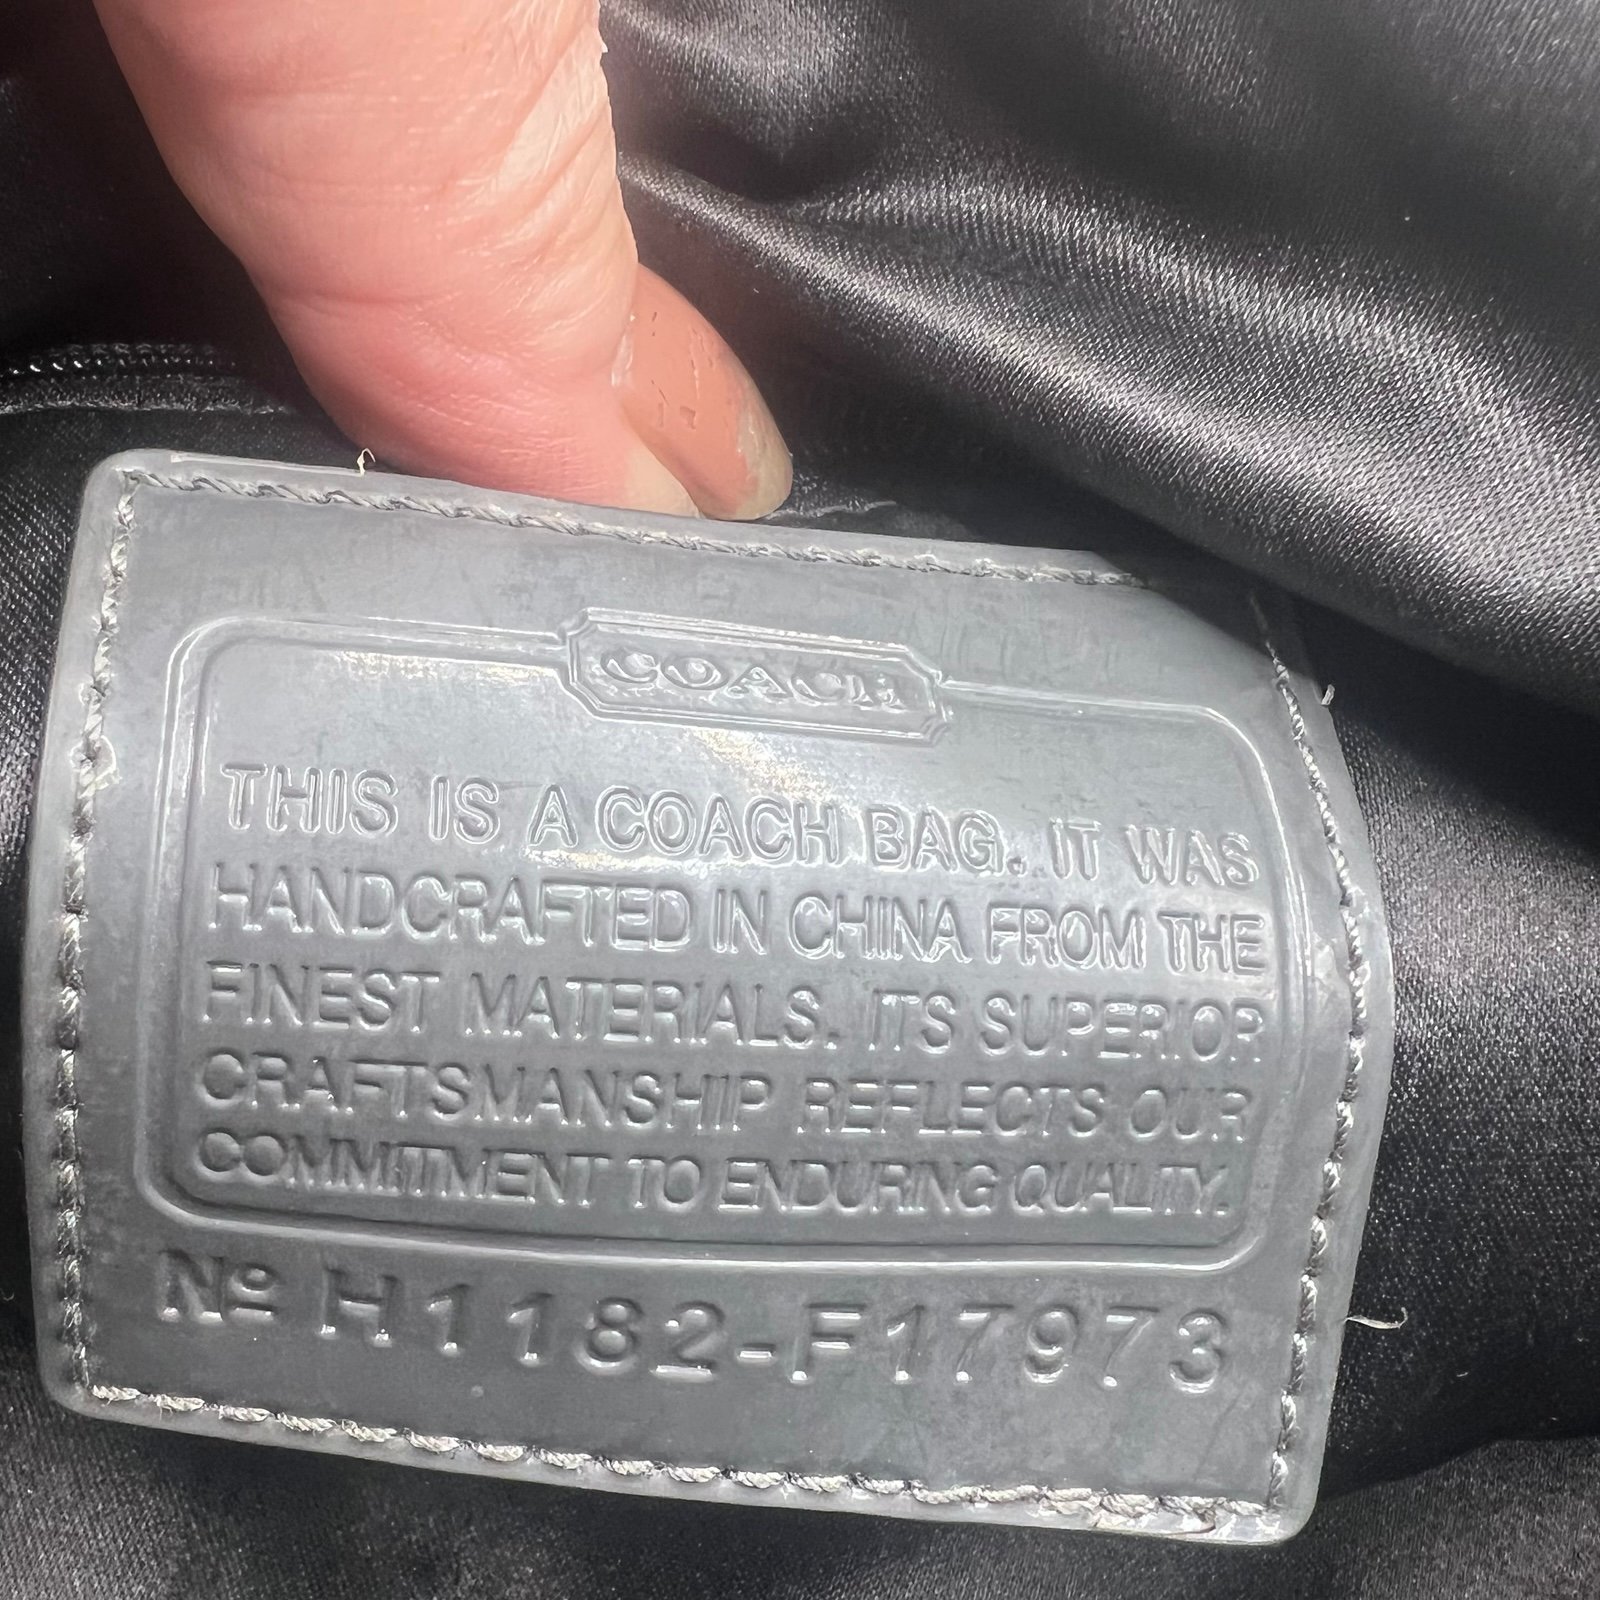 COACH
THIS IS A COACH BAG. IT WAS
HANDCRAFTED IN CHINA FROM THE
FINEST MATERIALS. ITS SUPERIOR
CRAFTSMANSHIP REFLECTS OUR
COMMITMENT TO ENDURING QUALITY.
Nº H1182-F17973